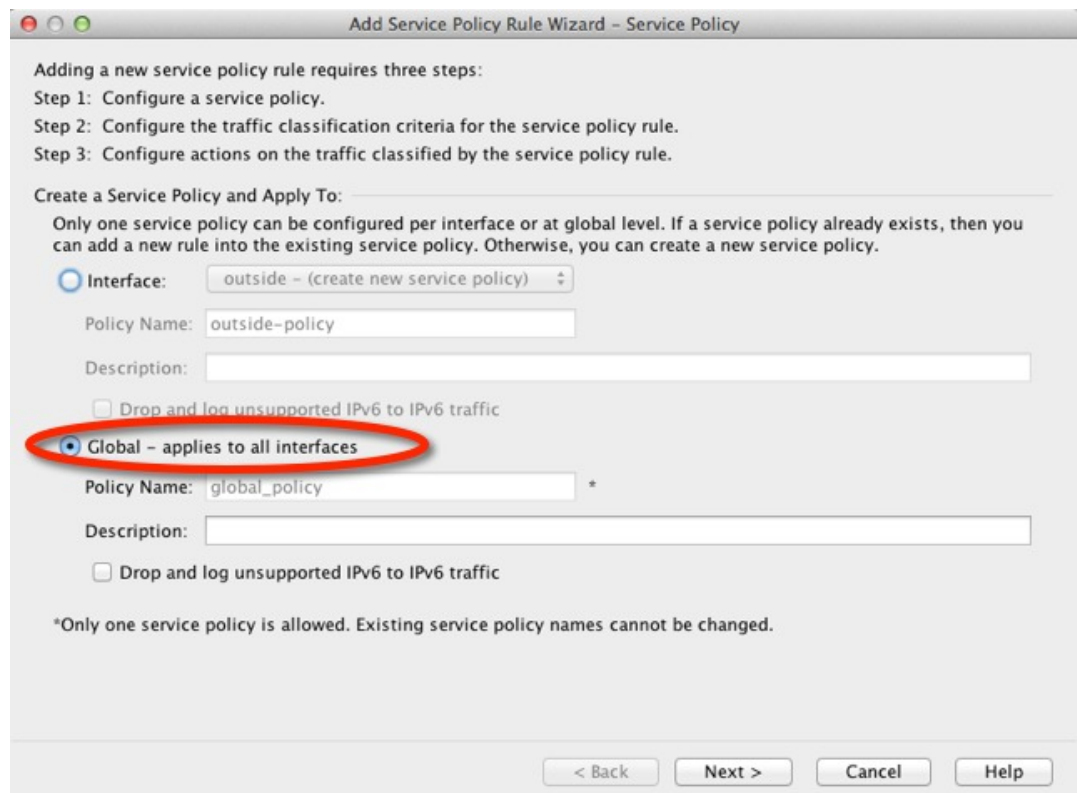 Add Service Policy Rule Wizard – Service Policy
Adding a new service policy rule requires three steps:
Step 1: Configure a service policy.
Step 2: Configure the traffic classification criteria for the service policy rule.
Step 3: Configure actions on the traffic classified by the service policy rule.
Create a Service Policy and Apply To:
Only one service policy can be configured per interface or at global level. If a service policy already exists, then you
can add a new rule into the existing service policy. Otherwise, you can create a new service policy.
Interface: outside – (create new service policy)
Policy Name: outside-policy
Description:
Drop and log unsupported IPv6 to IPv6 traffic
Global – applies to all interfaces
Policy Name: global_policy *
Description:
Drop and log unsupported IPv6 to IPv6 traffic
*Only one service policy is allowed. Existing service policy names cannot be changed.
< Back Next > Cancel Help